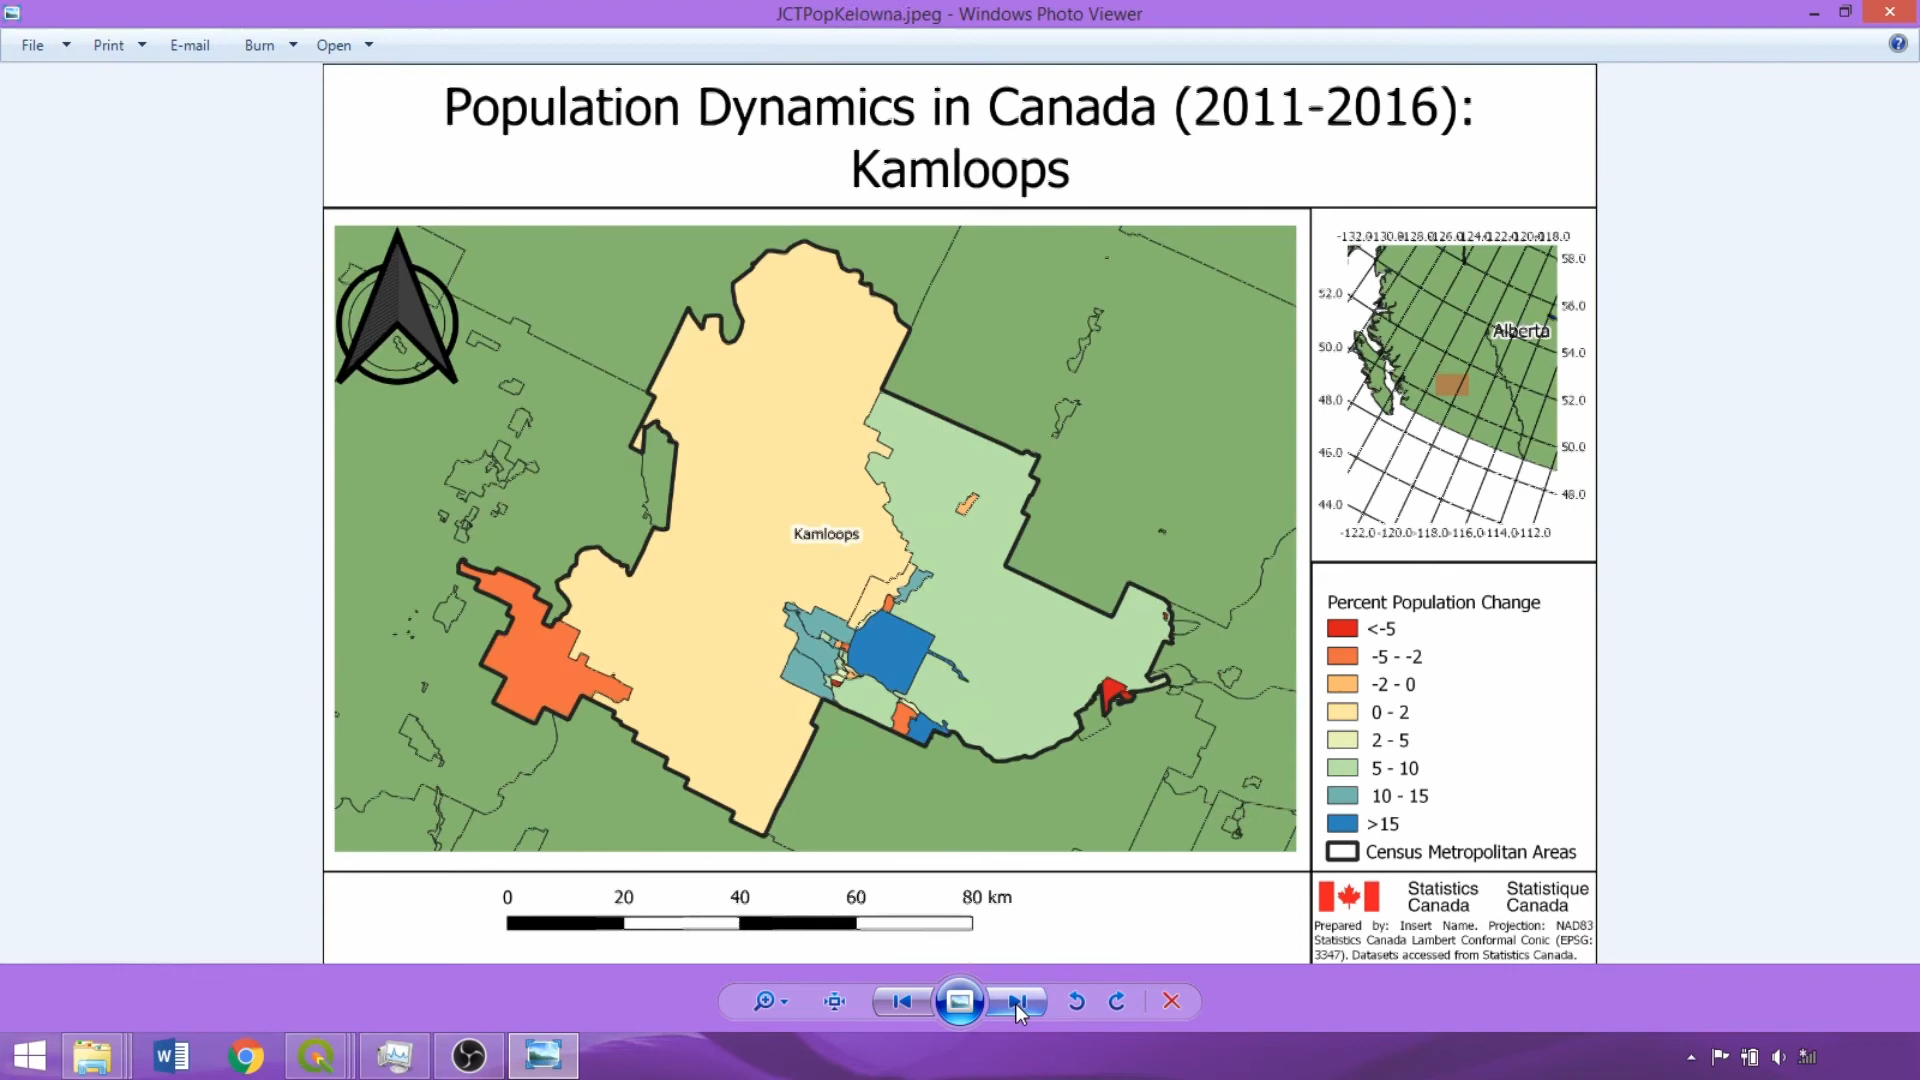 JCTPopKelowna.jpeg - Windows Photo Viewer
File Print E-mail Burn Open
Population Dynamics in Canada (2011-2016):
Kamloops
Kamloops
58.0
52.0
56.0
Alberta
50.0
54.0
48.0
52.0
50.0
46.0
48.0
44.0
-122.0-120.0-118.0-116.0-114.0-112.0
Percent Population Change
<-5
-5 - -2
-2 - 0
0 - 2
2 - 5
5 - 10
10 - 15
>15
Census Metropolitan Areas
0 20 40 60 80 km
Statistics Canada
Statistique Canada
Prepared by: Insert Name. Projection: NAD83
Statistics Canada Lambert Conformal Conic (EPSG:
3347). Datasets accessed from Statistics Canada.